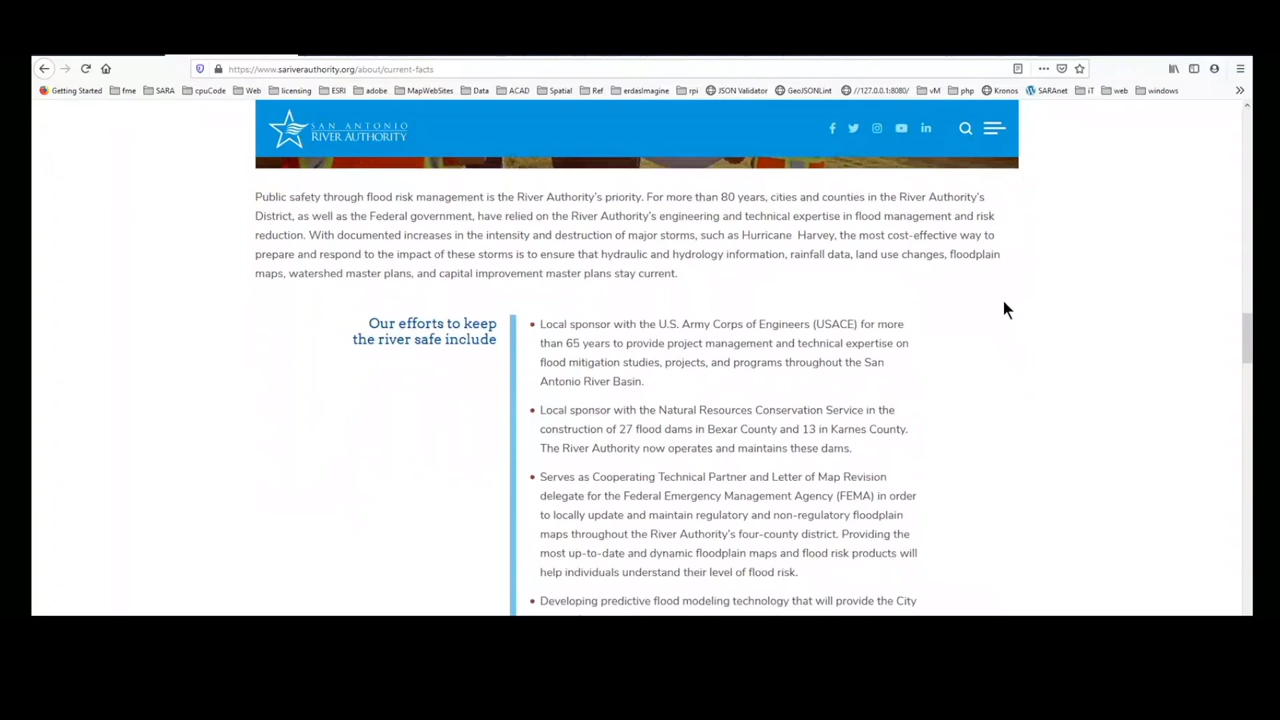 https://www.sariverauthority.org/about/current-facts
Getting Started fme SARA cpuCode Web licensing ESRI adobe MapWebSites Data ACAD Spatial Ref erdasImagine rpi JSON Validator GeoJSONLint //127.0.0.1:8080/ vM php Kronos SARAnet iT web windows
SAN ANTONIO
RIVER AUTHORITY
Public safety through flood risk management is the River Authority's priority. For more than 80 years, cities and counties in the River Authority's
District, as well as the Federal government, have relied on the River Authority's engineering and technical expertise in flood management and risk
reduction. With documented increases in the intensity and destruction of major storms, such as Hurricane Harvey, the most cost-effective way to
prepare and respond to the impact of these storms is to ensure that hydraulic and hydrology information, rainfall data, land use changes, floodplain
maps, watershed master plans, and capital improvement master plans stay current.
Our efforts to keep
the river safe include
• Local sponsor with the U.S. Army Corps of Engineers (USACE) for more
than 65 years to provide project management and technical expertise on
flood mitigation studies, projects, and programs throughout the San
Antonio River Basin.
• Local sponsor with the Natural Resources Conservation Service in the
construction of 27 flood dams in Bexar County and 13 in Karnes County.
The River Authority now operates and maintains these dams.
• Serves as Cooperating Technical Partner and Letter of Map Revision
delegate for the Federal Emergency Management Agency (FEMA) in order
to locally update and maintain regulatory and non-regulatory floodplain
maps throughout the River Authority's four-county district. Providing the
most up-to-date and dynamic floodplain maps and flood risk products will
help individuals understand their level of flood risk.
• Developing predictive flood modeling technology that will provide the City